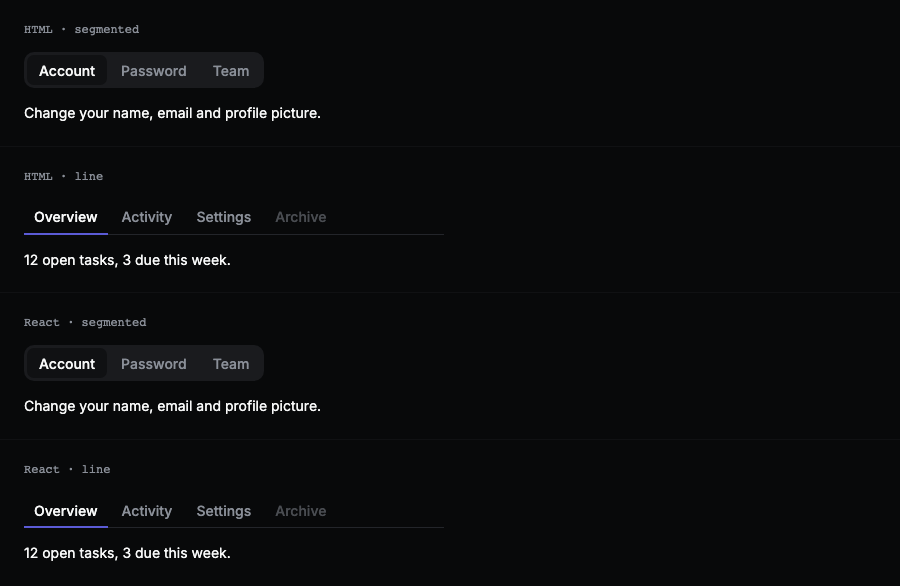 HTML · segmented
Account Password Team
Change your name, email and profile picture.
HTML · line
Overview Activity Settings Archive
12 open tasks, 3 due this week.
React · segmented
Account Password Team
Change your name, email and profile picture.
React · line
Overview Activity Settings Archive
12 open tasks, 3 due this week.